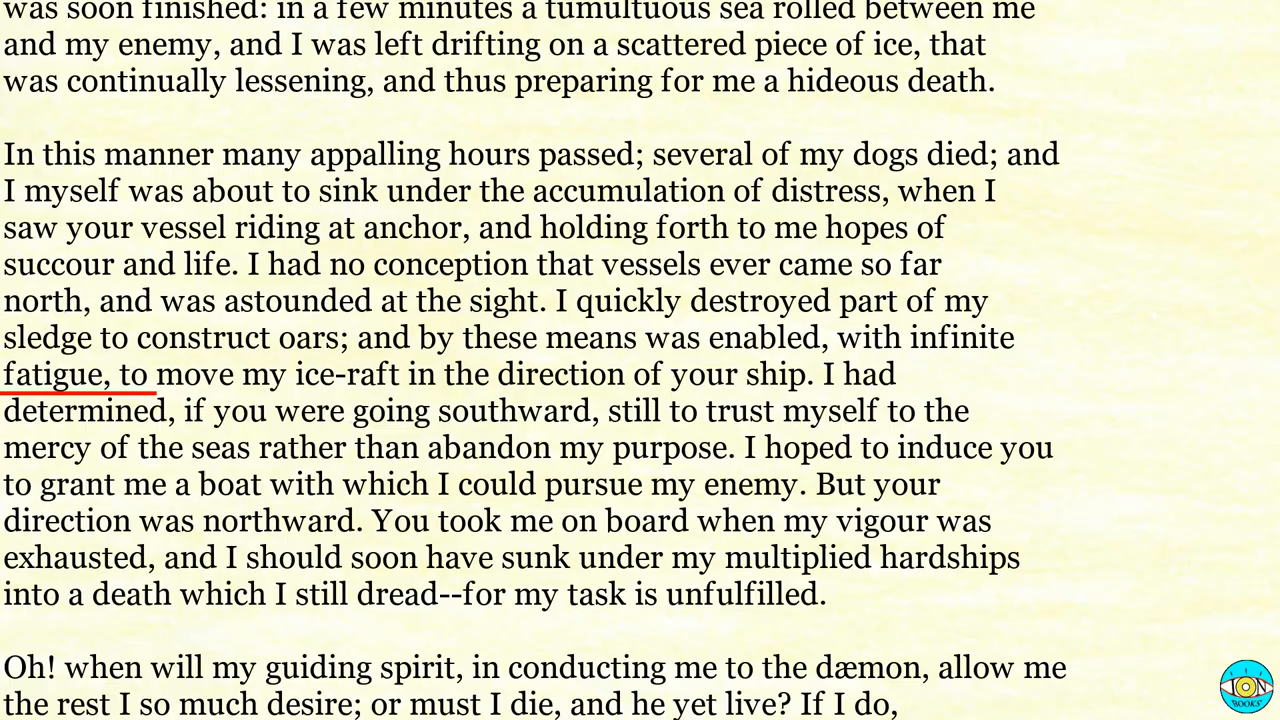 was soon finished: in a few minutes a tumultuous sea rolled between me
and my enemy, and I was left drifting on a scattered piece of ice, that
was continually lessening, and thus preparing for me a hideous death.
In this manner many appalling hours passed; several of my dogs died; and
I myself was about to sink under the accumulation of distress, when I
saw your vessel riding at anchor, and holding forth to me hopes of
succour and life. I had no conception that vessels ever came so far
north, and was astounded at the sight. I quickly destroyed part of my
sledge to construct oars; and by these means was enabled, with infinite
fatigue, to move my ice-raft in the direction of your ship. I had
determined, if you were going southward, still to trust myself to the
mercy of the seas rather than abandon my purpose. I hoped to induce you
to grant me a boat with which I could pursue my enemy. But your
direction was northward. You took me on board when my vigour was
exhausted, and I should soon have sunk under my multiplied hardships
into a death which I still dread--for my task is unfulfilled.
Oh! when will my guiding spirit, in conducting me to the dæmon, allow me
the rest I so much desire; or must I die, and he yet live? If I do,
ION
BOOKS